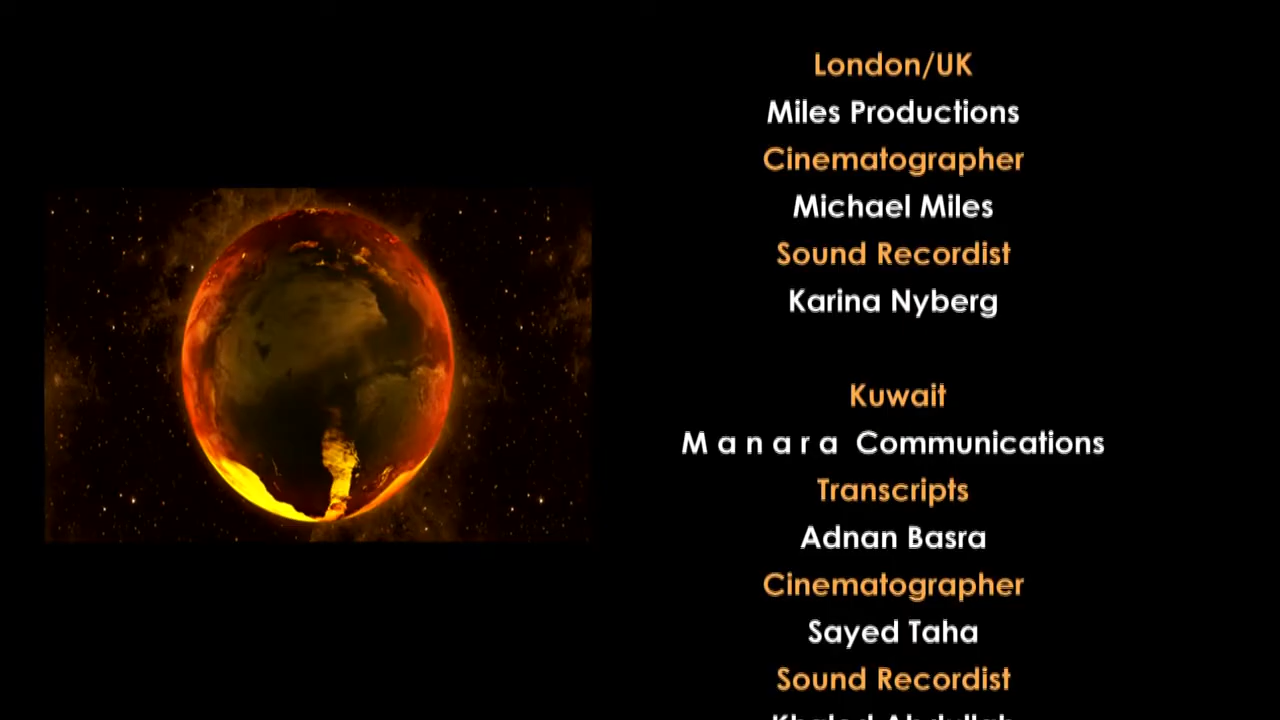 London/UK
Miles Productions
Cinematographer
Michael Miles
Sound Recordist
Karina Nyberg
Kuwait
M a n a r a Communications
Transcripts
Adnan Basra
Cinematographer
Sayed Taha
Sound Recordist